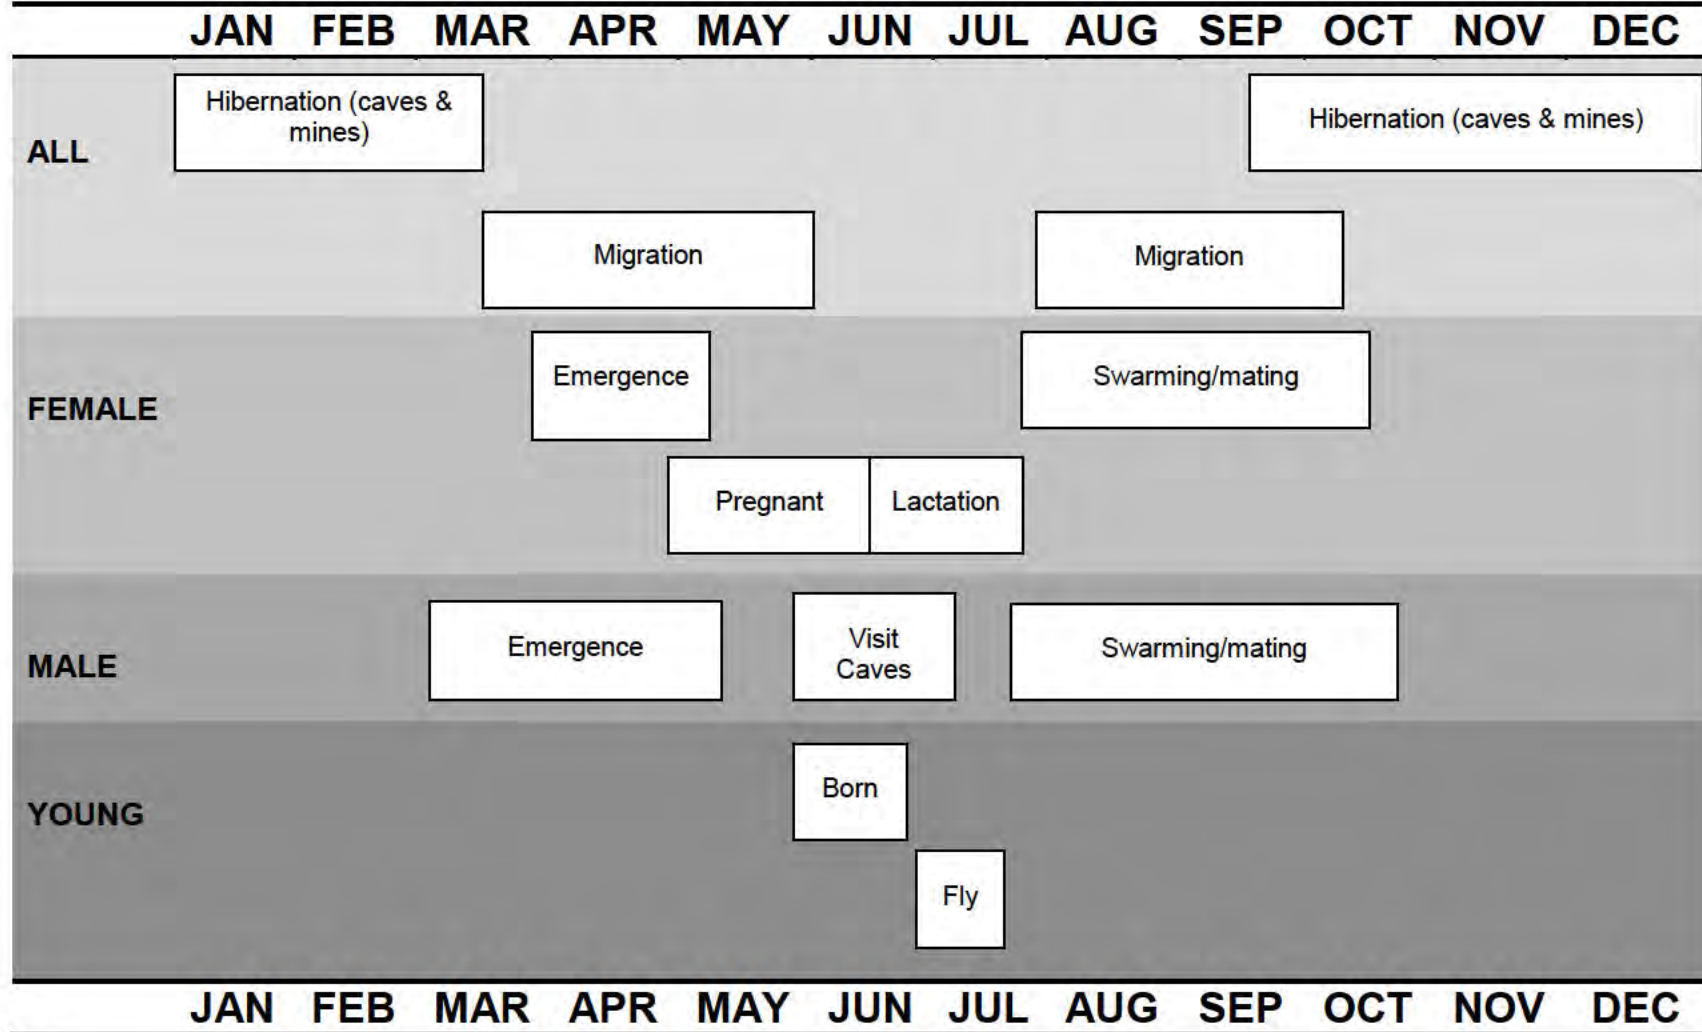 JAN FEB MAR APR MAY JUN JUL AUG SEP OCT NOV DEC
ALL
Hibernation (caves &
mines)
Hibernation (caves & mines)
Migration
Migration
FEMALE
Emergence
Swarming/mating
Pregnant
Lactation
MALE
Emergence
Visit
Caves
Swarming/mating
YOUNG
Born
Fly
JAN FEB MAR APR MAY JUN JUL AUG SEP OCT NOV DEC